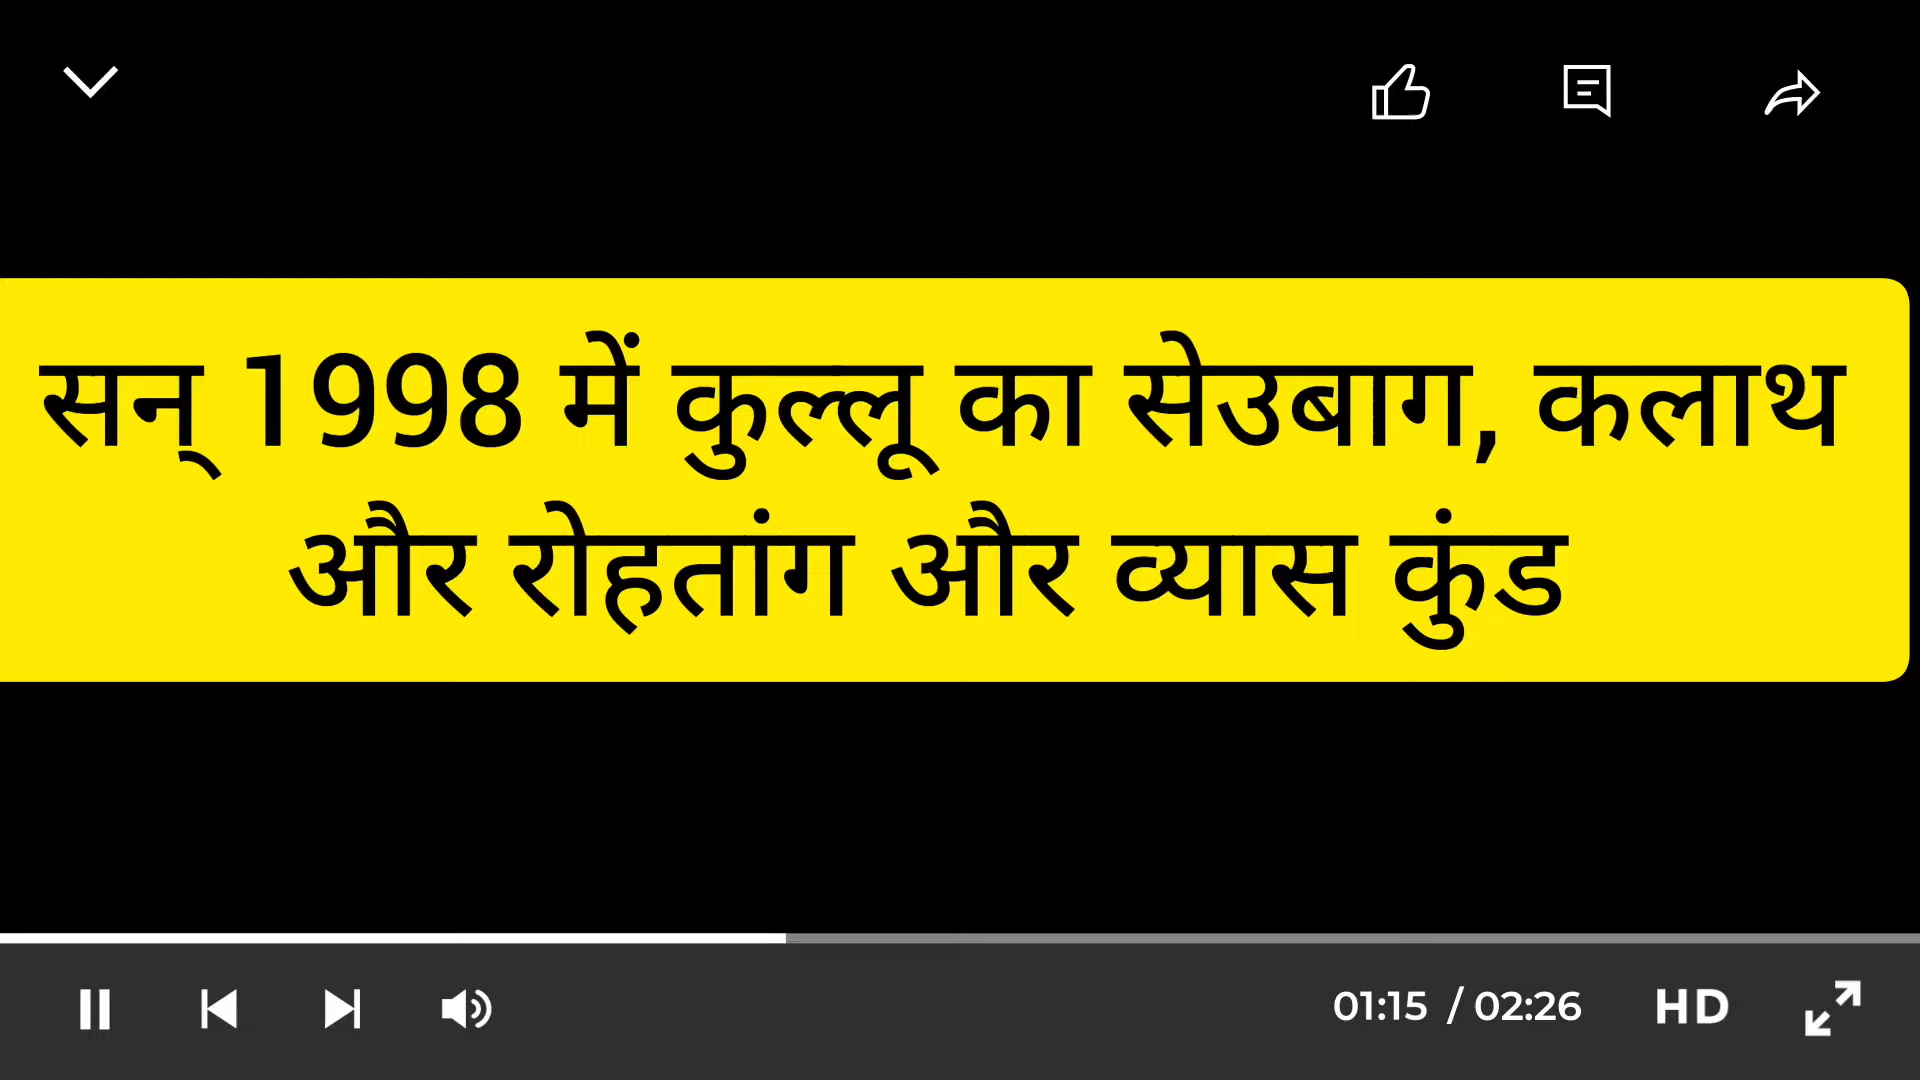 सन् 1998 में कुल्लू का सेउबाग, कलाथ
और रोहतांग और व्यास कुंड
01:15 / 02:26 HD